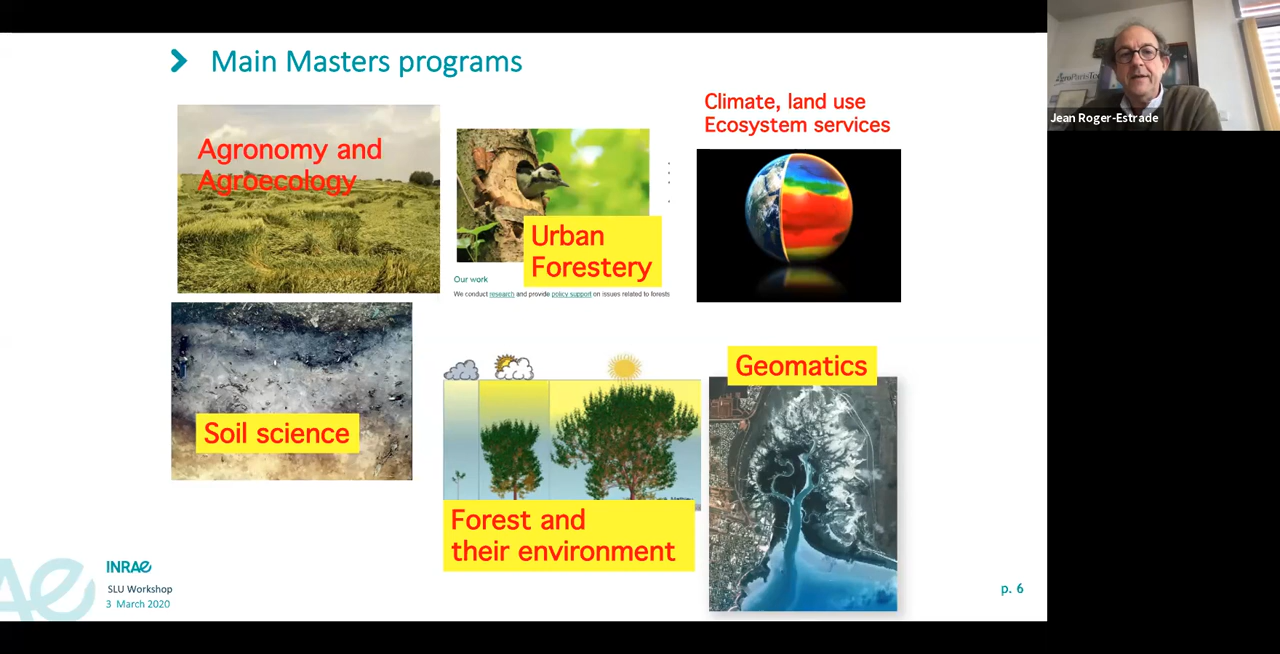 Main Masters programs
Agronomy and
Agroecology
Urban
Forestery
Our work
We conduct research and provide policy support on issues related to forests
Climate, land use
Ecosystem services
Soil science
Forest and
their environment
Geomatics
INRAE
SLU Workshop
3 March 2020
p. 6
Jean Roger-Estrade